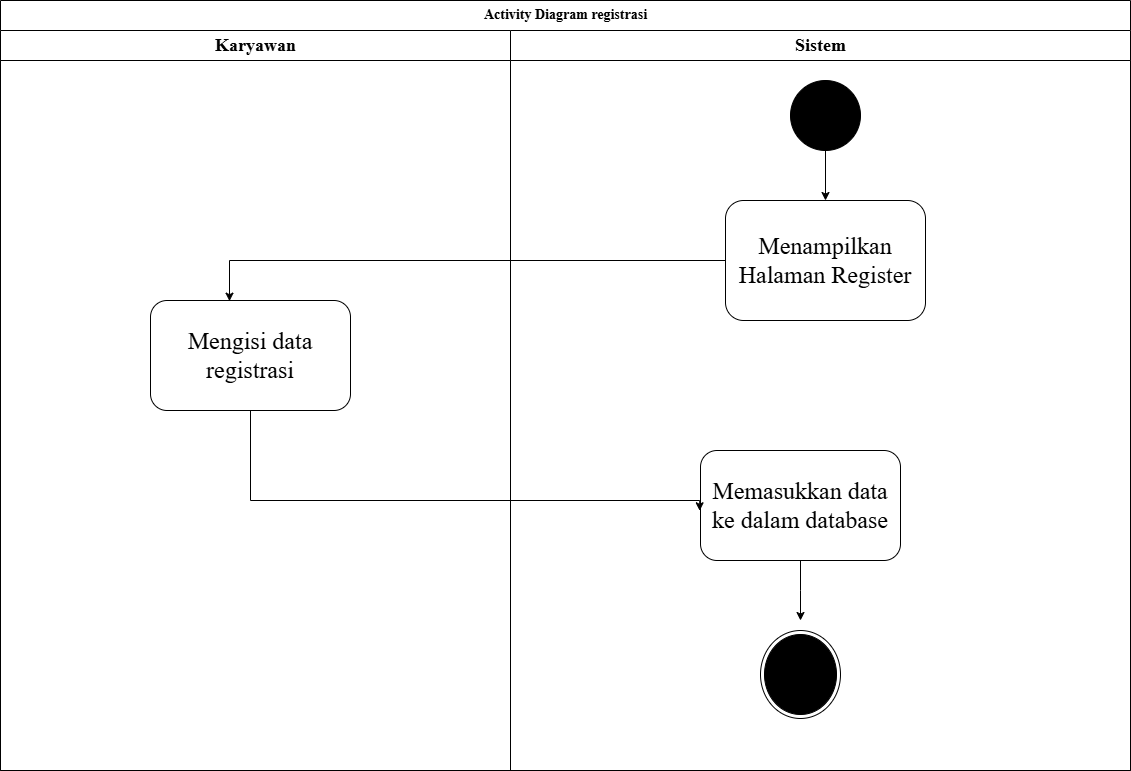 Activity Diagram registrasi
Karyawan
Sistem
Menampilkan
Halaman Register
Mengisi data
registrasi
Memasukkan data
ke dalam database